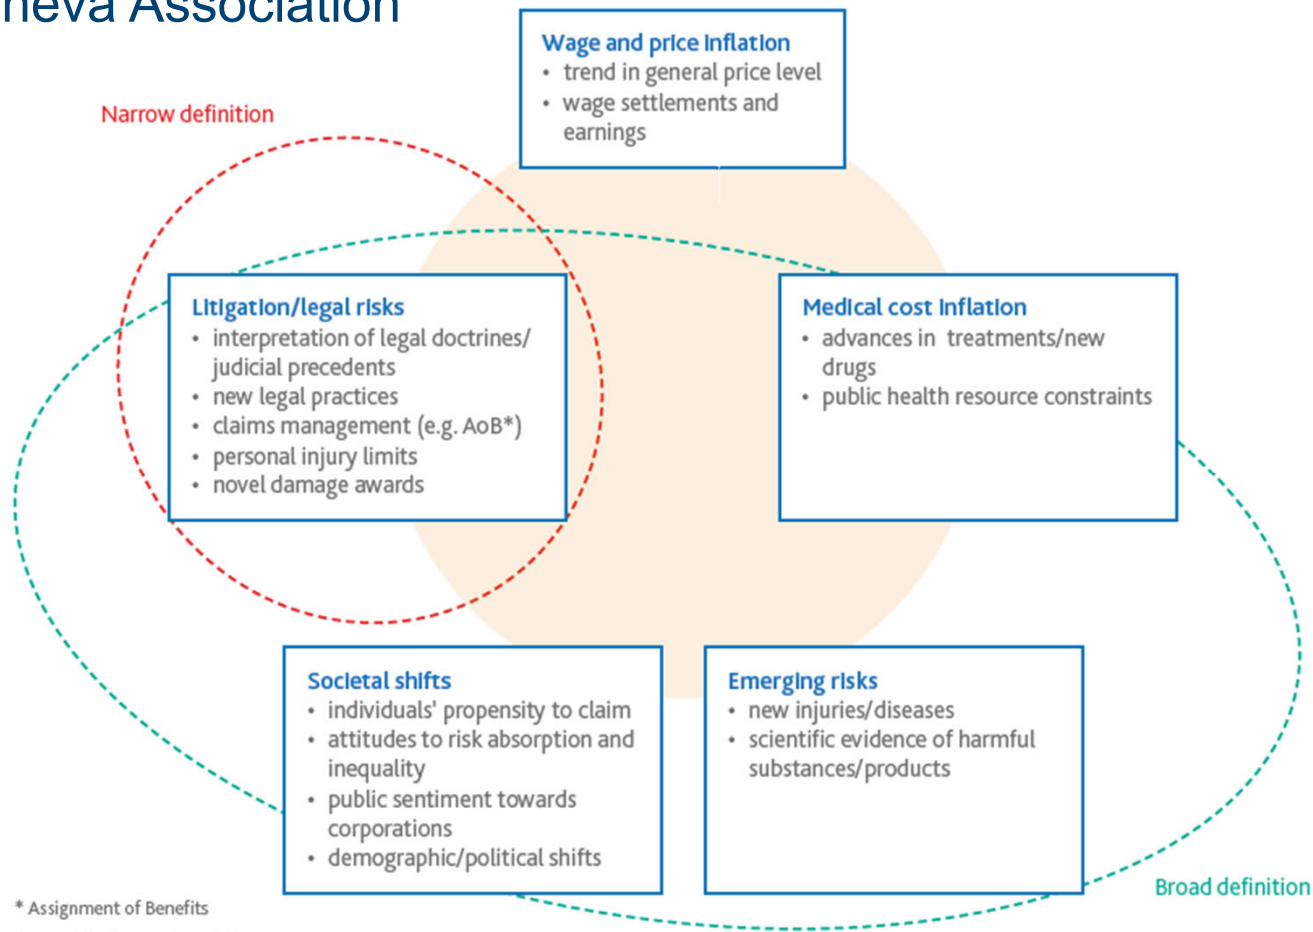 neva Association
Wage and price inflation
• trend in general price level
• wage settlements and
earnings
Narrow definition
Litigation/legal risks
• interpretation of legal doctrines/
judicial precedents
• new legal practices
• claims management (e.g. AoB*)
• personal injury limits
• novel damage awards
Medical cost inflation
• advances in treatments/new
drugs
• public health resource constraints
Societal shifts
• individuals' propensity to claim
• attitudes to risk absorption and
inequality
• public sentiment towards
corporations
• demographic/political shifts
Emerging risks
• new injuries/diseases
• scientific evidence of harmful
substances/products
Broad definition
* Assignment of Benefits